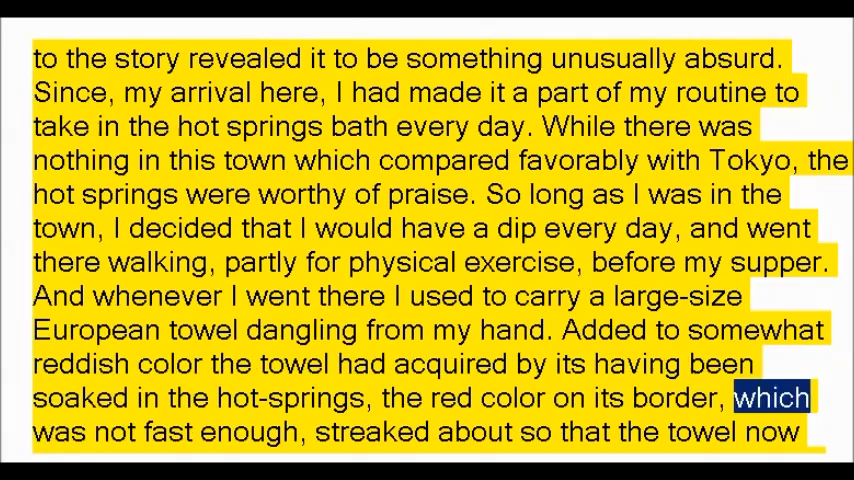 to the story revealed it to be something unusually absurd.
Since, my arrival here, I had made it a part of my routine to
take in the hot springs bath every day. While there was
nothing in this town which compared favorably with Tokyo, the
hot springs were worthy of praise. So long as I was in the
town, I decided that I would have a dip every day, and went
there walking, partly for physical exercise, before my supper.
And whenever I went there I used to carry a large-size
European towel dangling from my hand. Added to somewhat
reddish color the towel had acquired by its having been
soaked in the hot-springs, the red color on its border, which
was not fast enough, streaked about so that the towel now